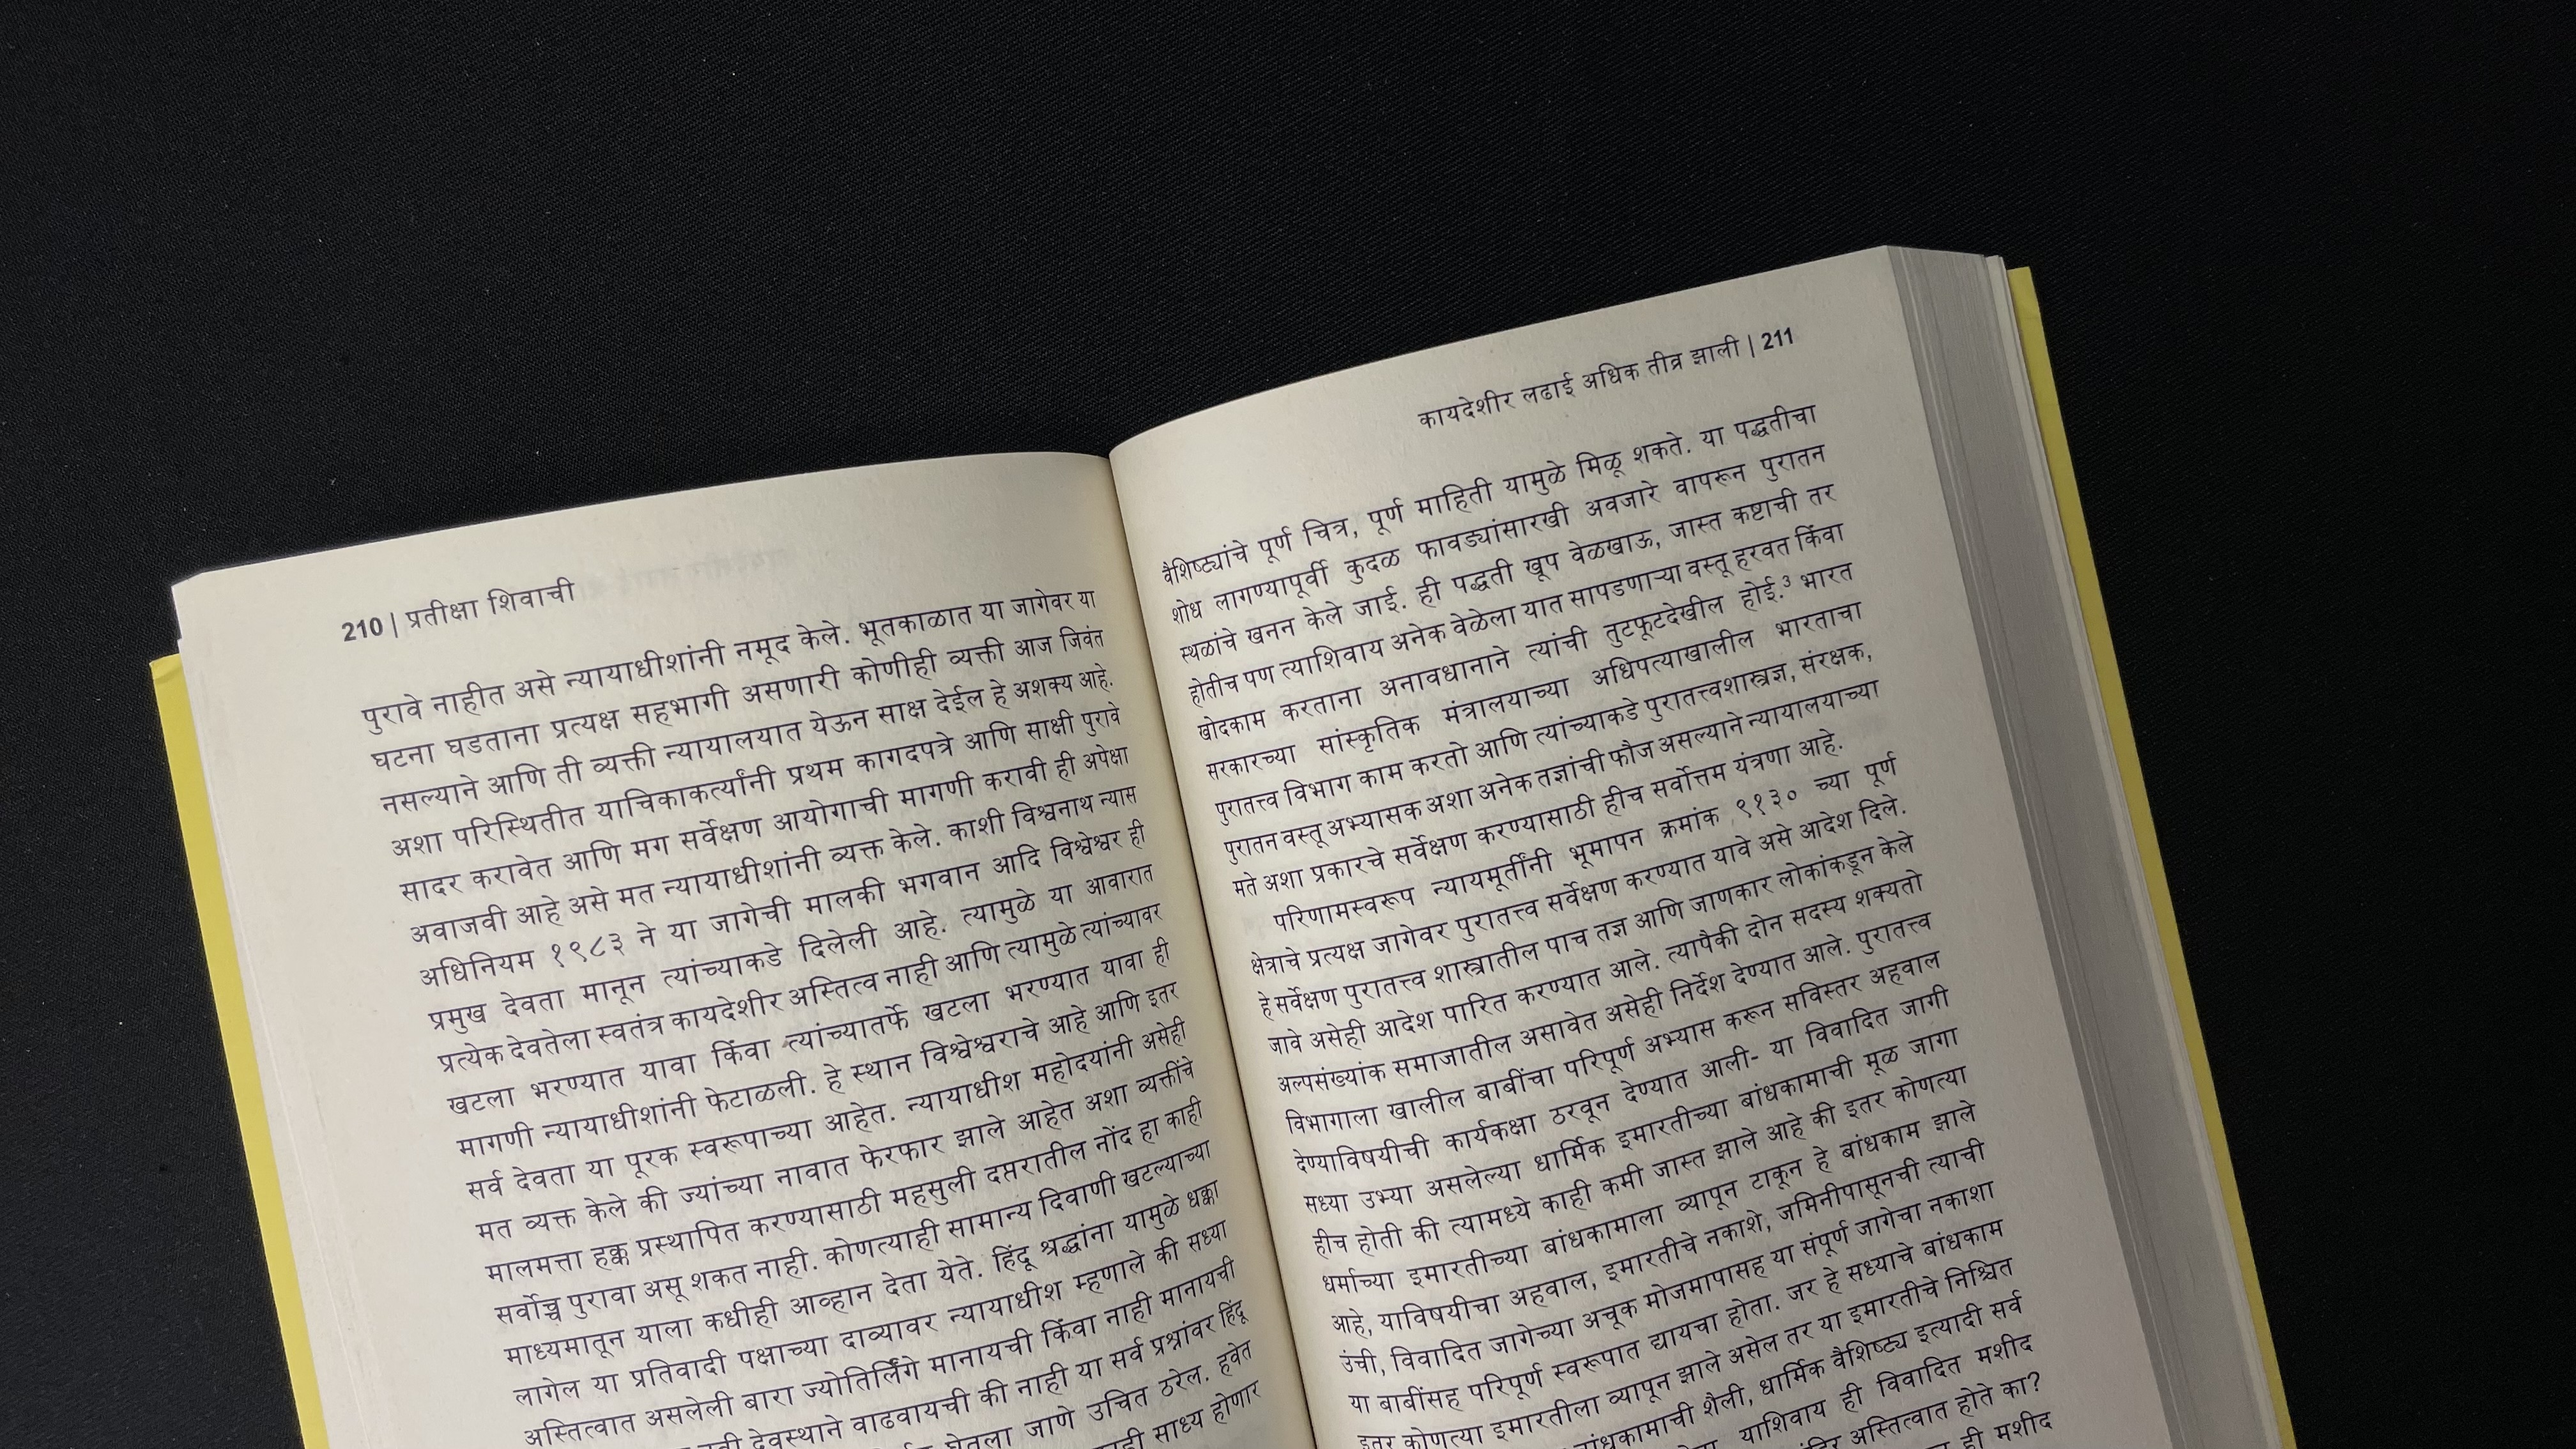 210 | प्रतीक्षा शिवाची
पुरावे नाहीत असे न्यायाधीशांनी नमूद केले. भूतकाळात या जागेवर या
घटना घडताना प्रत्यक्ष सहभागी असणारी कोणीही व्यक्ती आज जिवंत
नसल्याने आणि ती व्यक्ती न्यायालयात येऊन साक्ष देईल हे अशक्य आहे.
अशा परिस्थितीत याचिकाकर्त्यांनी प्रथम कागदपत्रे आणि साक्षी पुरावे
सादर करावेत आणि मग सर्वेक्षण आयोगाची मागणी करावी ही अपेक्षा
अवाजवी आहे असे मत न्यायाधीशांनी व्यक्त केले. काशी विश्वनाथ न्यास
अधिनियम १९८३ ने या जागेची मालकी भगवान आदि विश्वेश्वर ही
प्रमुख देवता मानून त्यांच्याकडे दिलेली आहे. त्यामुळे या आवारात
प्रत्येक देवतेला स्वतंत्र कायदेशीर अस्तित्व नाही आणि त्यामुळे त्यांच्यावर
खटला भरण्यात यावा किंवा त्यांच्यातर्फे खटला भरण्यात यावा ही
मागणी न्यायाधीशांनी फेटाळली. हे स्थान विश्वेश्वराचे आहे आणि इतर
सर्व देवता या पूरक स्वरूपाच्या आहेत. न्यायाधीश महोदयांनी असेही
मत व्यक्त केले की ज्यांच्या नावात फेरफार झाले आहेत अशा व्यक्तींचे
मालमत्ता हक्क प्रस्थापित करण्यासाठी महसुली दप्तरातील नोंद हा काही
सर्वोच्च पुरावा असू शकत नाही. कोणत्याही सामान्य दिवाणी खटल्याच्या
माध्यमातून याला कधीही आव्हान देता येते. हिंदू श्रद्धांना यामुळे धक्का
लागेल या प्रतिवादी पक्षाच्या दाव्यावर न्यायाधीश म्हणाले की सध्या
अस्तित्वात असलेली बारा ज्योतिर्लिंगे मानायची किंवा नाही मानायची
देवस्थाने वाढवायची की नाही या सर्व प्रश्नांवर हिंदू
घेतला जाणे उचित ठरेल. हवेत
साध्य होणार
कायदेशीर लढाई अधिक तीव्र झाली | 211
वैशिष्ट्यांचे पूर्ण चित्र, पूर्ण माहिती यामुळे मिळू शकते. या पद्धतीचा
शोध लागण्यापूर्वी कुदळ फावड्यांसारखी अवजारे वापरून पुरातन
स्थळांचे खनन केले जाई. ही पद्धती खूप वेळखाऊ, जास्त कष्टाची तर
होतीच पण त्याशिवाय अनेक वेळेला यात सापडणाऱ्या वस्तू हरवत किंवा
खोदकाम करताना अनावधानाने त्यांची तुटफूटदेखील होई.³ भारत
सरकारच्या सांस्कृतिक मंत्रालयाच्या अधिपत्याखालील भारताचा
पुरातत्त्व विभाग काम करतो आणि त्यांच्याकडे पुरातत्त्वशास्त्रज्ञ, संरक्षक,
पुरातन वस्तू अभ्यासक अशा अनेक तज्ञांची फौज असल्याने न्यायालयाच्या
मते अशा प्रकारचे सर्वेक्षण करण्यासाठी हीच सर्वोत्तम यंत्रणा आहे.
परिणामस्वरूप न्यायमूर्तींनी भूमापन क्रमांक ९१३० च्या पूर्ण
क्षेत्राचे प्रत्यक्ष जागेवर पुरातत्त्व सर्वेक्षण करण्यात यावे असे आदेश दिले.
हे सर्वेक्षण पुरातत्त्व शास्त्रातील पाच तज्ञ आणि जाणकार लोकांकडून केले
जावे असेही आदेश पारित करण्यात आले. त्यापैकी दोन सदस्य शक्यतो
अल्पसंख्यांक समाजातील असावेत असेही निर्देश देण्यात आले. पुरातत्त्व
विभागाला खालील बाबींचा परिपूर्ण अभ्यास करून सविस्तर अहवाल
देण्याविषयीची कार्यकक्षा ठरवून देण्यात आली- या विवादित जागी
सध्या उभ्या असलेल्या धार्मिक इमारतीच्या बांधकामाची मूळ जागा
हीच होती की त्यामध्ये काही कमी जास्त झाले आहे की इतर कोणत्या
धर्माच्या इमारतीच्या बांधकामाला व्यापून टाकून हे बांधकाम झाले
आहे, याविषयीचा अहवाल, इमारतीचे नकाशे, जमिनीपासूनची त्याची
उंची, विवादित जागेच्या अचूक मोजमापासह या संपूर्ण जागेचा नकाशा
या बाबींसह परिपूर्ण स्वरूपात द्यायचा होता. जर हे सध्याचे बांधकाम
इतर कोणत्या इमारतीला व्यापून झाले असेल तर या इमारतीचे निश्चित
बांधकामाची शैली, धार्मिक वैशिष्ट्य इत्यादी सर्व
याशिवाय ही विवादित मशीद
अस्तित्वात होते का?
ही मशीद